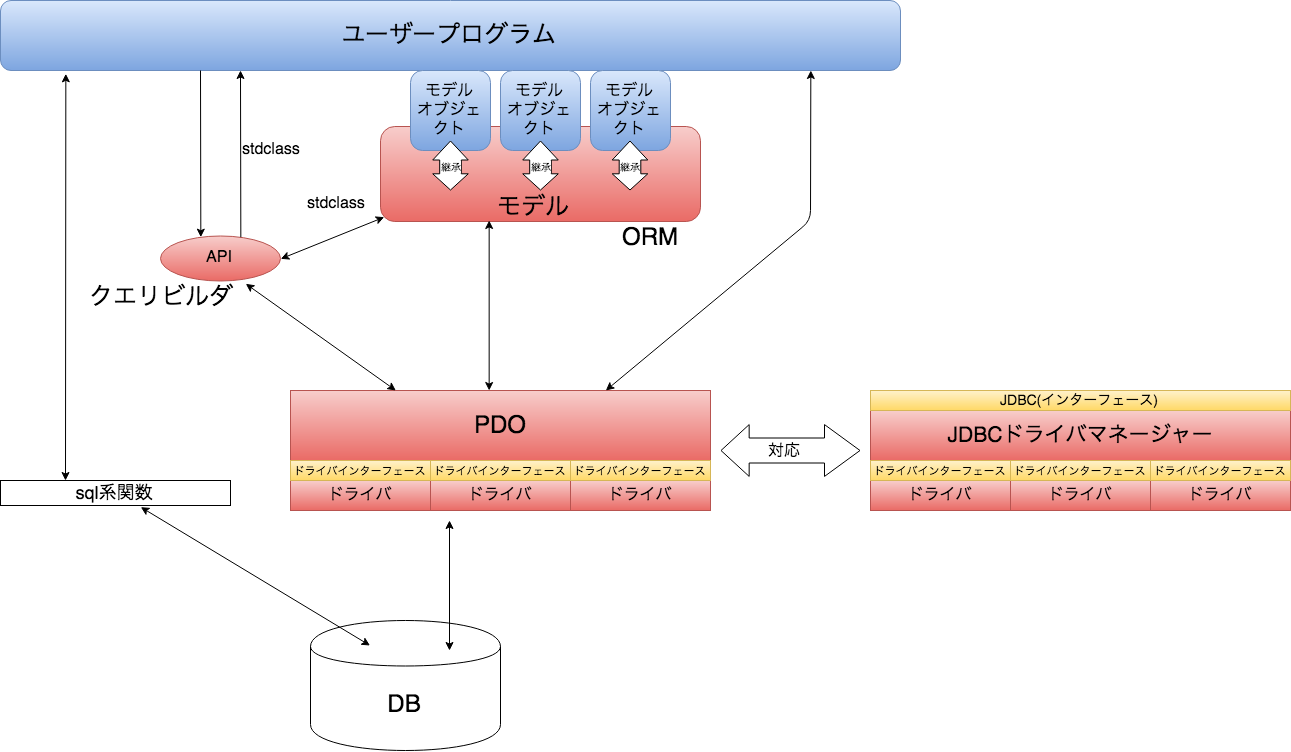 ユーザープログラム
モデル
オブジェ
クト
モデル
オブジェ
クト
モデル
オブジェ
クト
stdclass
継承
継承
継承
stdclass
モデル
ORM
API
クエリビルダ
PDO
ドライバインターフェース
ドライバインターフェース
ドライバインターフェース
ドライバ
ドライバ
ドライバ
対応
JDBC(インターフェース)
JDBCドライバマネージャー
ドライバインターフェース
ドライバインターフェース
ドライバインターフェース
ドライバ
ドライバ
ドライバ
sql系関数
DB